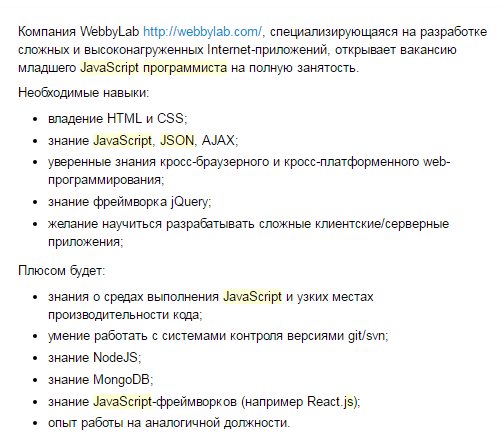 Компания WebbyLab http://webbylab.com/, специализирующаяся на разработке
сложных и высоконагруженных Internet-приложений, открывает вакансию
младшего JavaScript программиста на полную занятость.
Необходимые навыки:
• владение HTML и CSS;
• знание JavaScript, JSON, AJAX;
• уверенные знания кросс-браузерного и кросс-платформенного web-
программирования;
• знание фреймворка jQuery;
• желание научиться разрабатывать сложные клиентские/серверные
приложения;
Плюсом будет:
• знания о средах выполнения JavaScript и узких местах
производительности кода;
• умение работать с системами контроля версиями git/svn;
• знание NodeJS;
• знание MongoDB;
• знание JavaScript-фреймворков (например React.js);
• опыт работы на аналогичной должности.